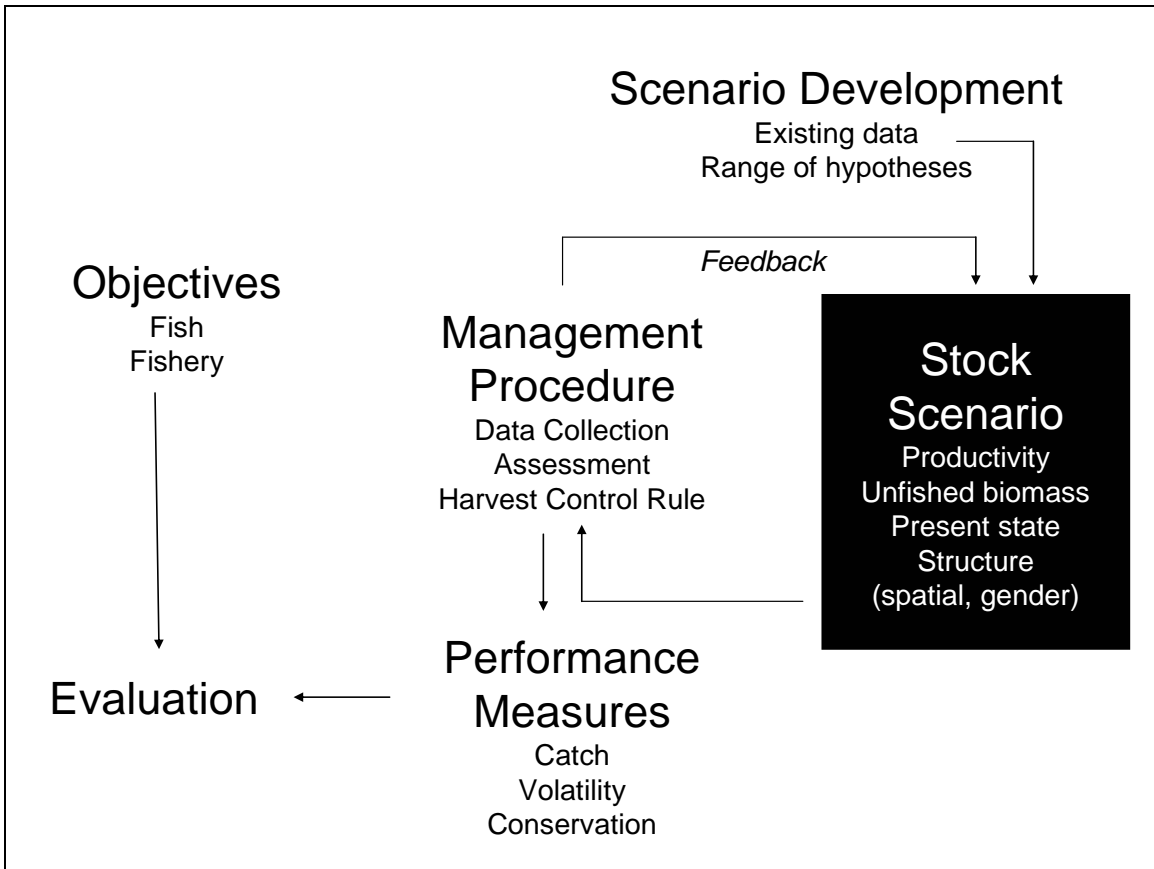 Scenario Development
Existing data
Range of hypotheses
Feedback
Objectives
Fish
Fishery
Management
Procedure
Data Collection
Assessment
Harvest Control Rule
Stock
Scenario
Productivity
Unfished biomass
Present state
Structure
(spatial, gender)
Evaluation
Performance
Measures
Catch
Volatility
Conservation